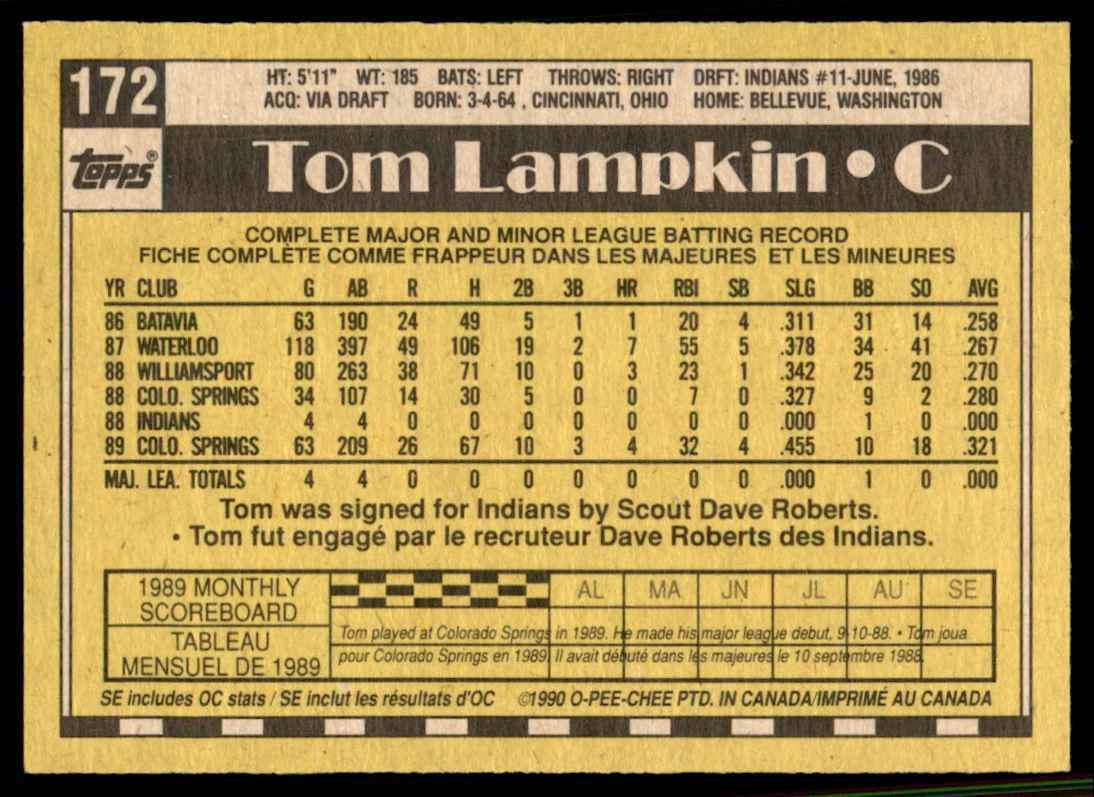 172
HT: 5'11" WT: 185 BATS: LEFT THROWS: RIGHT DRFT: INDIANS #11-JUNE, 1986
ACQ: VIA DRAFT BORN: 3-4-64 , CINCINNATI, OHIO HOME: BELLEVUE, WASHINGTON
TOPPS®
Tom Lampkin • C
COMPLETE MAJOR AND MINOR LEAGUE BATTING RECORD
FICHE COMPLÈTE COMME FRAPPEUR DANS LES MAJEURES ET LES MINEURES
YR CLUB G AB R H 2B 3B HR RBI SB SLG BB SO AVG
86 BATAVIA 63 190 24 49 5 1 1 20 4 .311 31 14 .258
87 WATERLOO 118 397 49 106 19 2 7 55 5 .378 34 41 .267
88 WILLIAMSPORT 80 263 38 71 10 0 3 23 1 .342 25 20 .270
88 COLO. SPRINGS 34 107 14 30 5 0 0 7 0 .327 9 2 .280
88 INDIANS 4 4 0 0 0 0 0 0 0 .000 1 0 .000
89 COLO. SPRINGS 63 209 26 67 10 3 4 32 4 .455 10 18 .321
MAJ. LEA. TOTALS 4 4 0 0 0 0 0 0 0 .000 1 0 .000
Tom was signed for Indians by Scout Dave Roberts.
• Tom fut engagé par le recruteur Dave Roberts des Indians.
1989 MONTHLY
SCOREBOARD
TABLEAU
MENSUEL DE 1989
AL MA JN JL AU SE
Tom played at Colorado Springs in 1989. He made his major league debut, 9-10-88. • Tom joua
pour Colorado Springs en 1989. Il avait débuté dans les majeures le 10 septembre 1988.
SE includes OC stats / SE inclut les résultats d'OC ©1990 O-PEE-CHEE PTD. IN CANADA/IMPRIMÉ AU CANADA